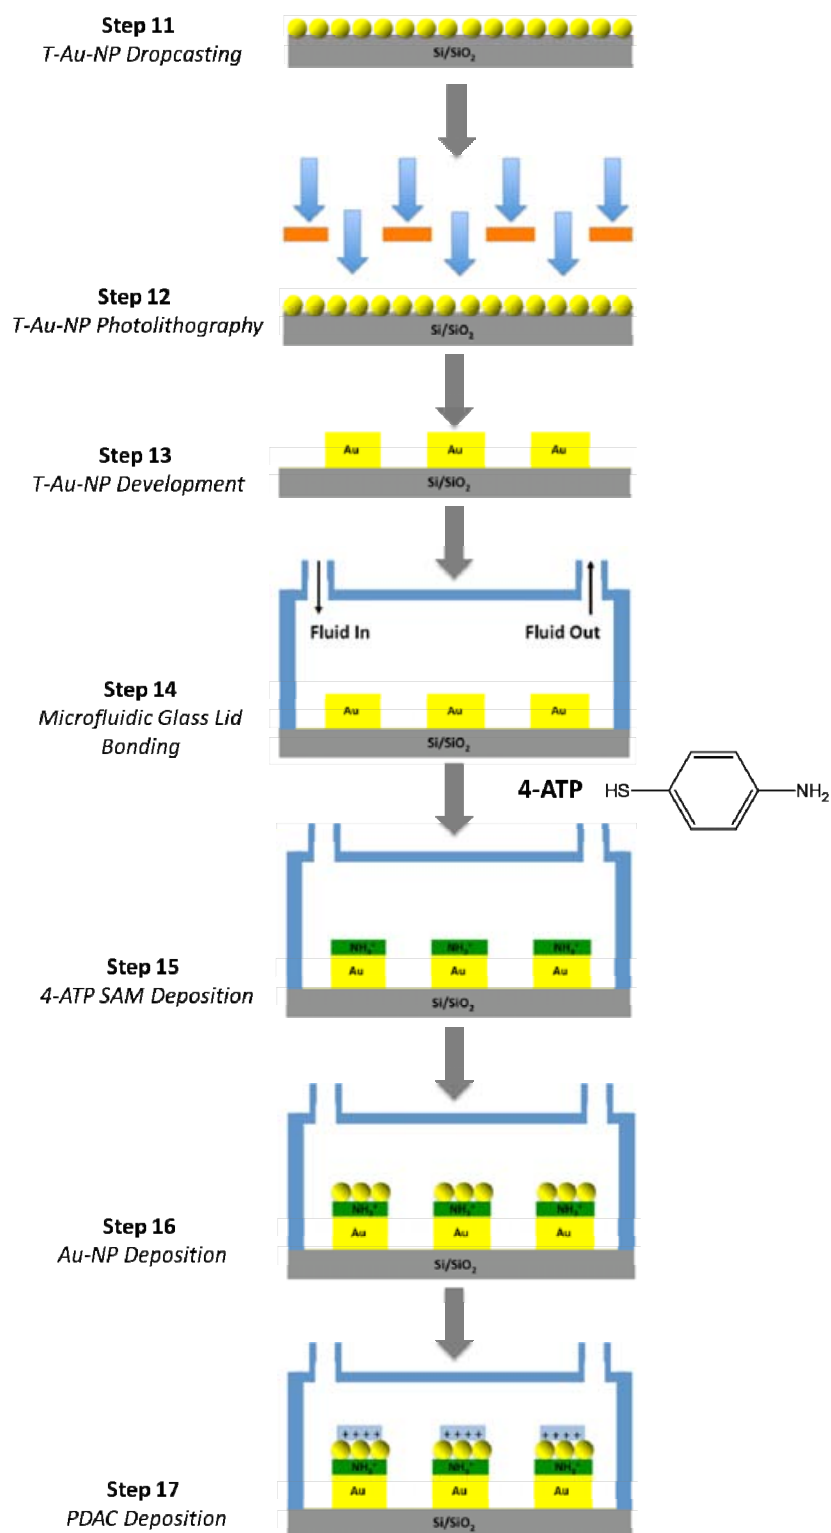 Step 11
T-Au-NP Dropcasting
Si/SiO₂
Step 12
T-Au-NP Photolithography
Si/SiO₂
Step 13
T-Au-NP Development
Au Au Au
Si/SiO₂
Fluid In Fluid Out
Step 14
Microfluidic Glass Lid
Bonding
Au Au Au
Si/SiO₂
4-ATP HS NH₂
Step 15
4-ATP SAM Deposition
NH₃⁺ NH₃⁺ NH₃⁺
Au Au Au
Si/SiO₂
Step 16
Au-NP Deposition
NH₃⁺ NH₃⁺ NH₃⁺
Au Au Au
Si/SiO₂
Step 17
PDAC Deposition
++++ ++++ ++++
NH₃⁺ NH₃⁺ NH₃⁺
Au Au Au
Si/SiO₂